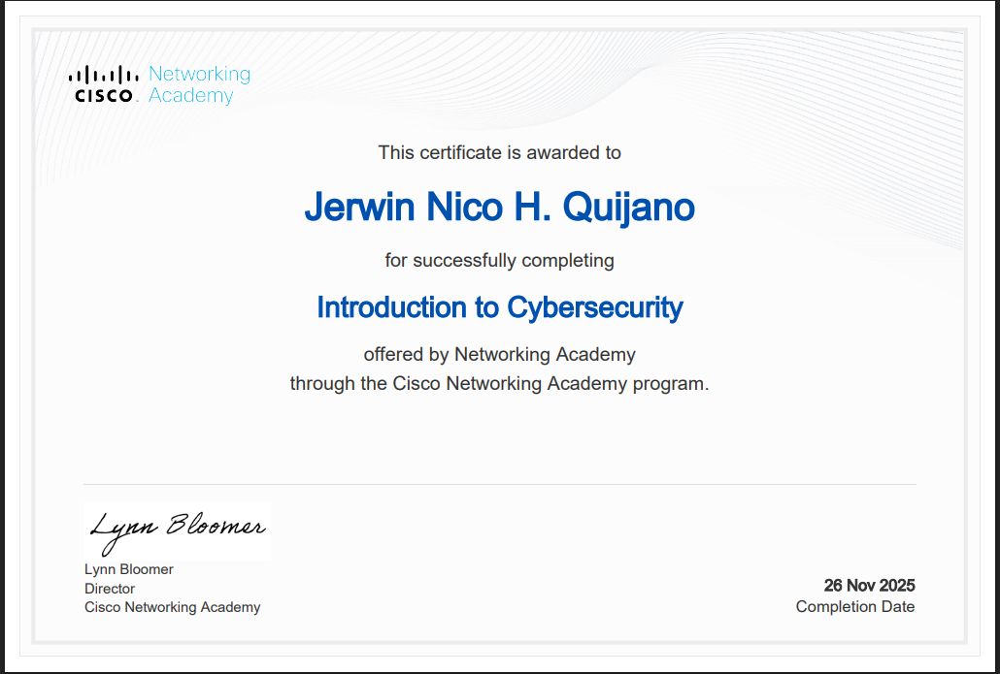 Networking
CISCO Academy
This certificate is awarded to
Jerwin Nico H. Quijano
for successfully completing
Introduction to Cybersecurity
offered by Networking Academy
through the Cisco Networking Academy program.
Lynn Bloomer
Lynn Bloomer
Director
Cisco Networking Academy
26 Nov 2025
Completion Date